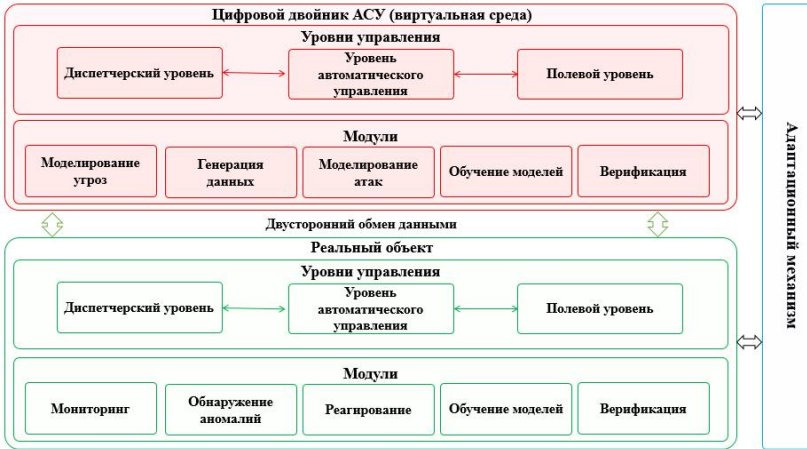 Цифровой двойник АСУ (виртуальная среда)
Уровни управления
Диспетчерский уровень
Уровень
автоматического
управления
Полевой уровень
Модули
Моделирование
угроз
Генерация
данных
Моделирование
атак
Обучение моделей
Верификация
Двусторонний обмен данными
Реальный объект
Уровни управления
Диспетчерский уровень
Уровень
автоматического
управления
Полевой уровень
Модули
Мониторинг
Обнаружение
аномалий
Реагирование
Обучение моделей
Верификация
Адаптационный механизм